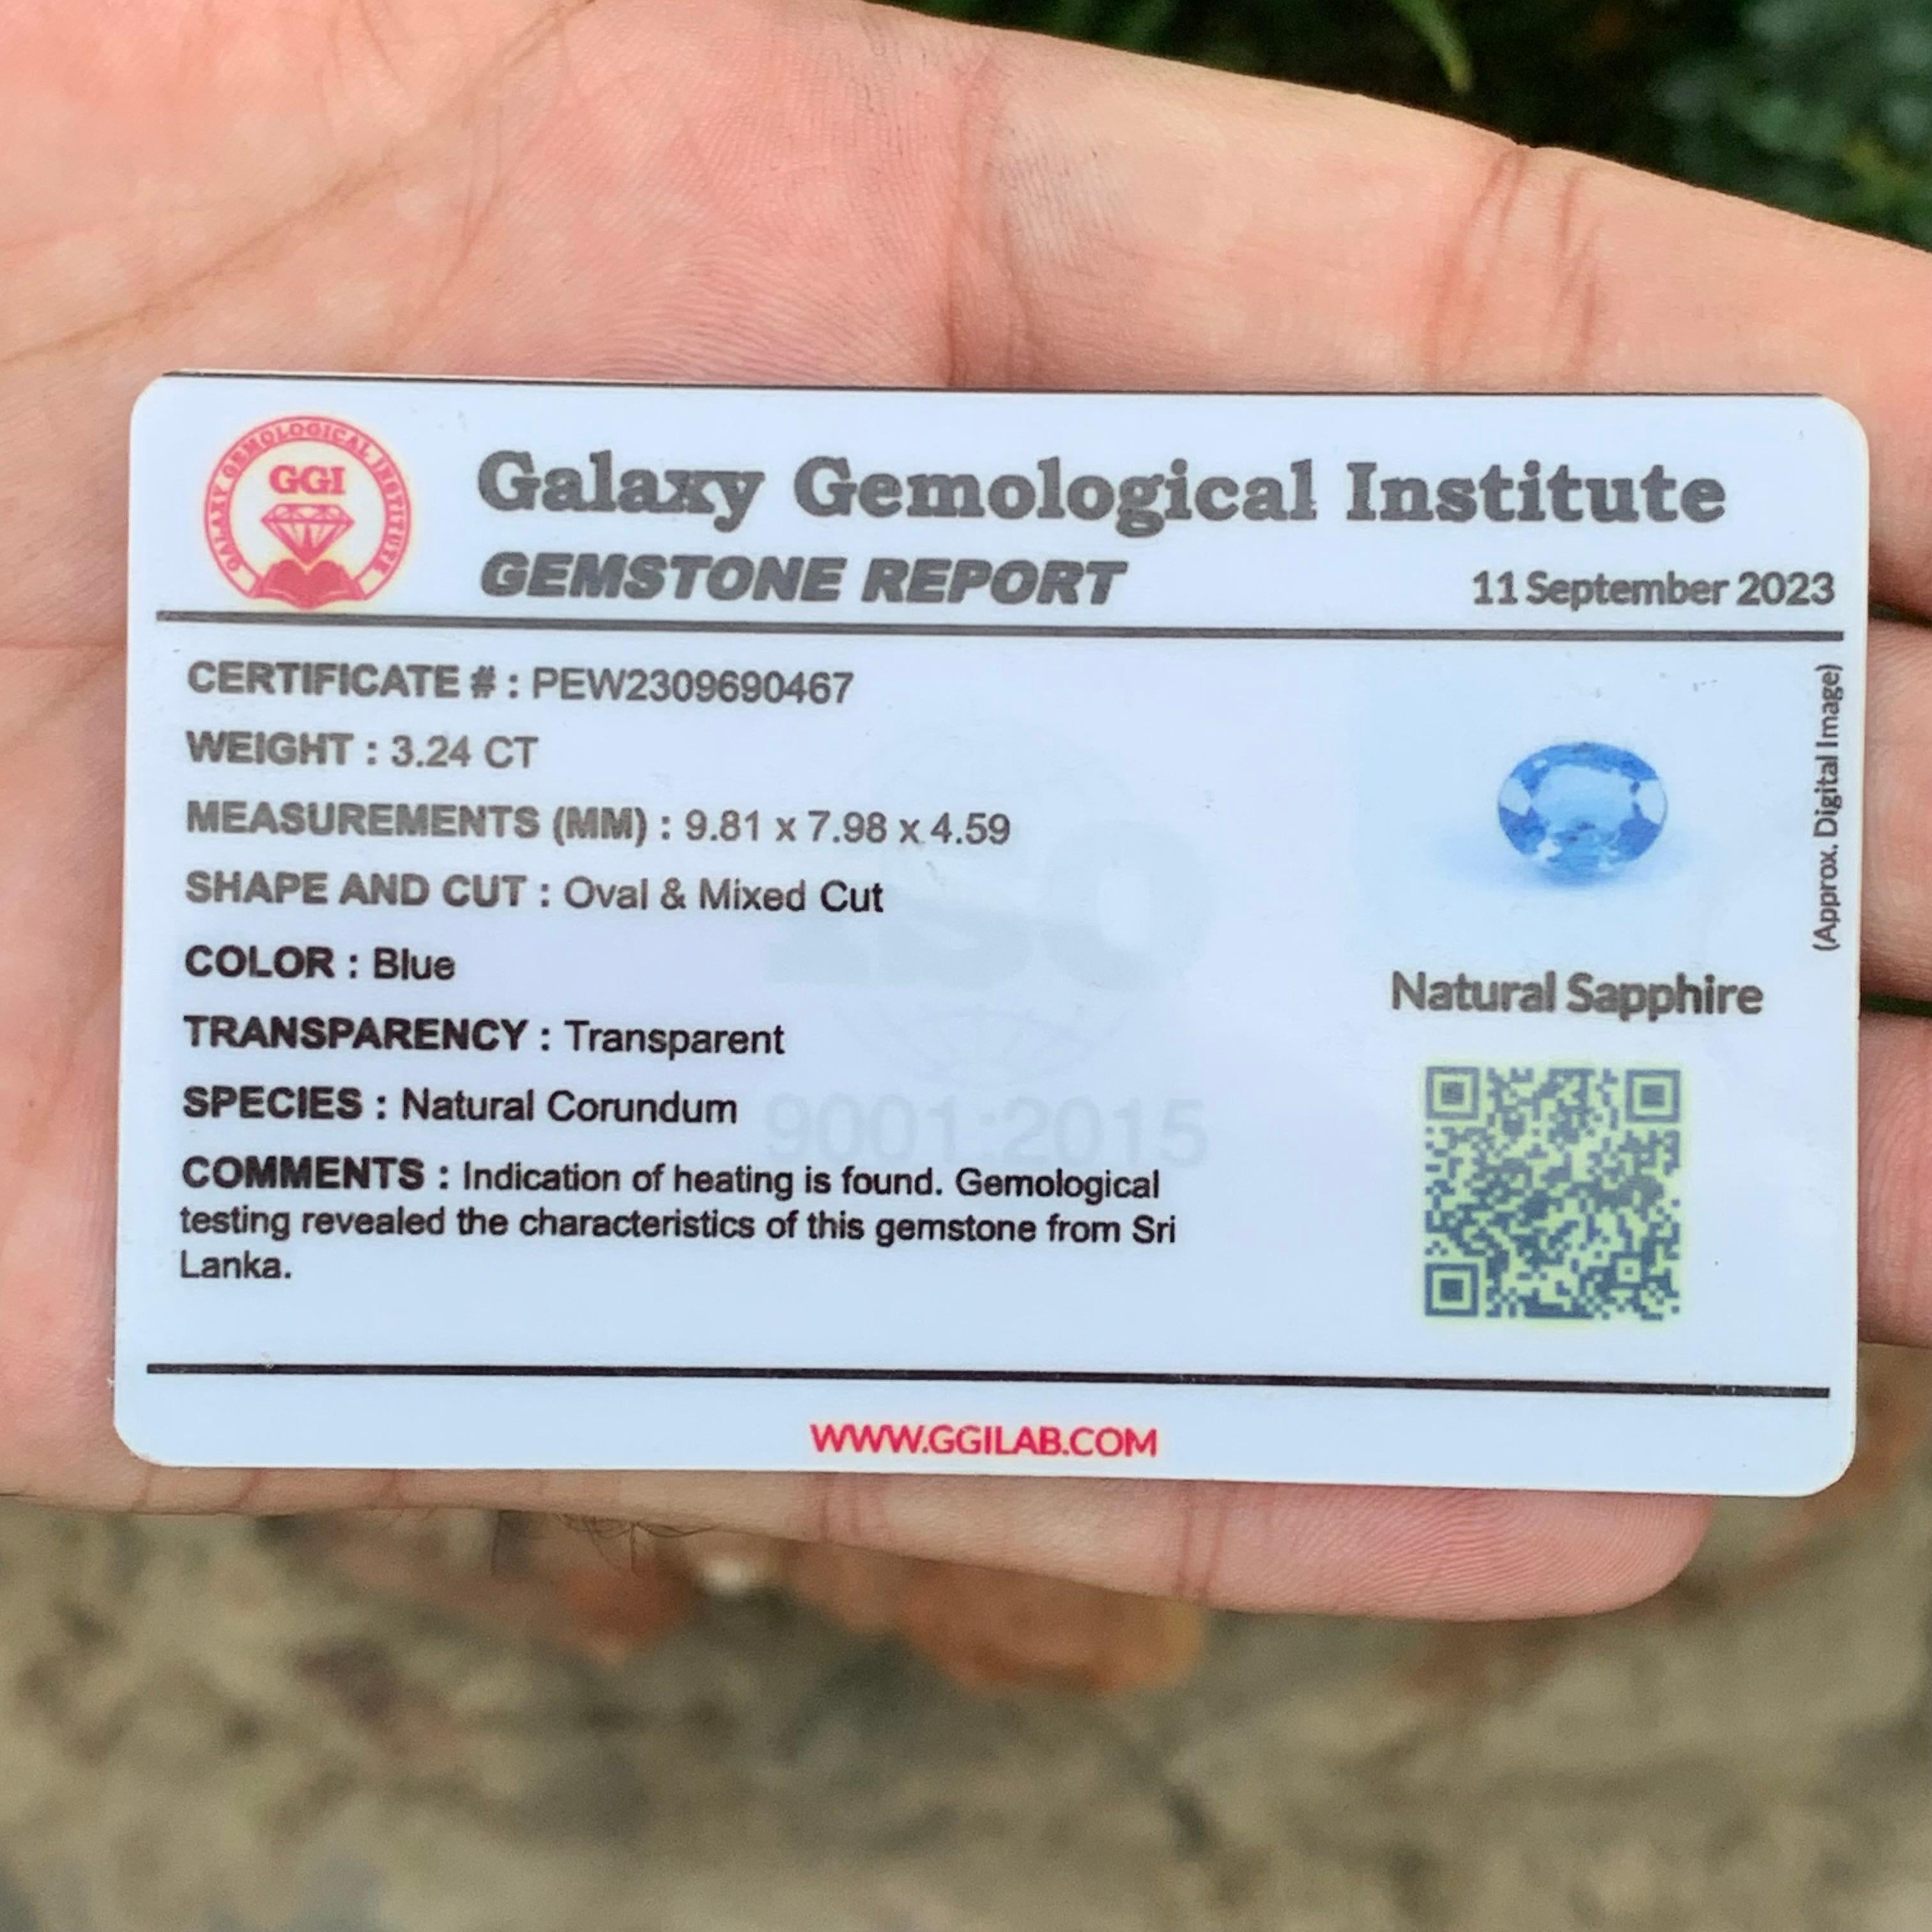 GALAXY GEMOLOGICAL INSTITUTE
GGI
Galaxy Gemological Institute
GEMSTONE REPORT
11 September 2023
CERTIFICATE # : PEW2309690467
WEIGHT : 3.24 CT
MEASUREMENTS (MM) : 9.81 x 7.98 x 4.59
SHAPE AND CUT : Oval & Mixed Cut
COLOR : Blue
TRANSPARENCY : Transparent
SPECIES : Natural Corundum
COMMENTS : Indication of heating is found. Gemological
testing revealed the characteristics of this gemstone from Sri
Lanka.
ISO
9001:2015
(Approx. Digital Image)
Natural Sapphire
WWW.GGILAB.COM